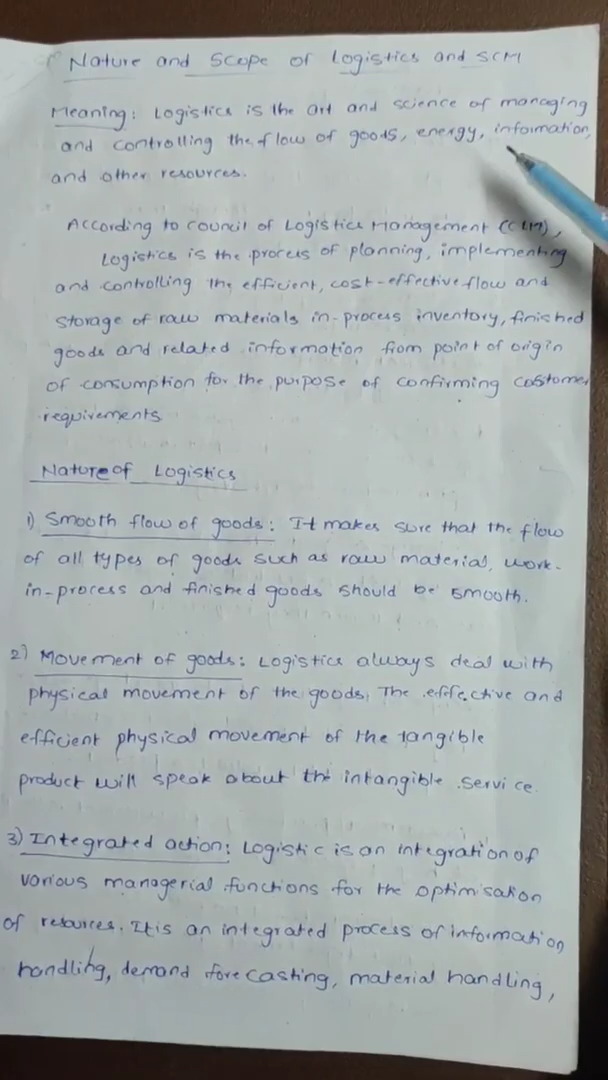 Nature and Scope of Logistics and SCM
Meaning: Logistics is the art and science of managing
and controlling the flow of goods, energy, information,
and other resources.
According to council of Logistics Management (CLM),
Logistics is the process of planning, implementing
and controlling the efficient, cost-effective flow and
storage of raw materials in-process inventory, finished
goods and related information from point of origin
of consumption for the purpose of confirming costomer
requirements
Nature of Logistics
1) Smooth flow of goods: It makes sure that the flow
of all types of goods such as raw material, work-
in-process and finished goods should be smooth.
2) Movement of goods: Logistics always deal with
physical movement of the goods, The effective and
efficient physical movement of the tangible
product will speak about the intangible service
3) Integrated action: Logistic is an integration of
various managerial functions for the optimisation
of resources. It is an integrated process of information
handling, demand forecasting, material handling,